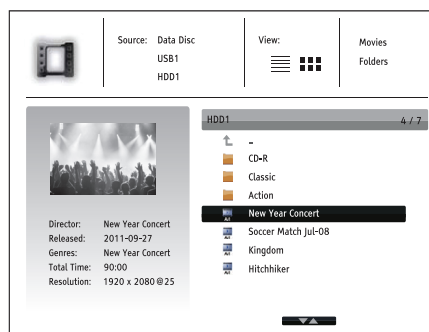 Source: Data Disc
USB1
HDD1
View:
Movies
Folders
HDD1 4 / 7
-
CD-R
Classic
Action
New Year Concert
Soccer Match Jul-08
Kingdom
Hitchhiker
Director: New Year Concert
Released: 2011-09-27
Genres: New Year Concert
Total Time: 90:00
Resolution: 1920 x 2080@25